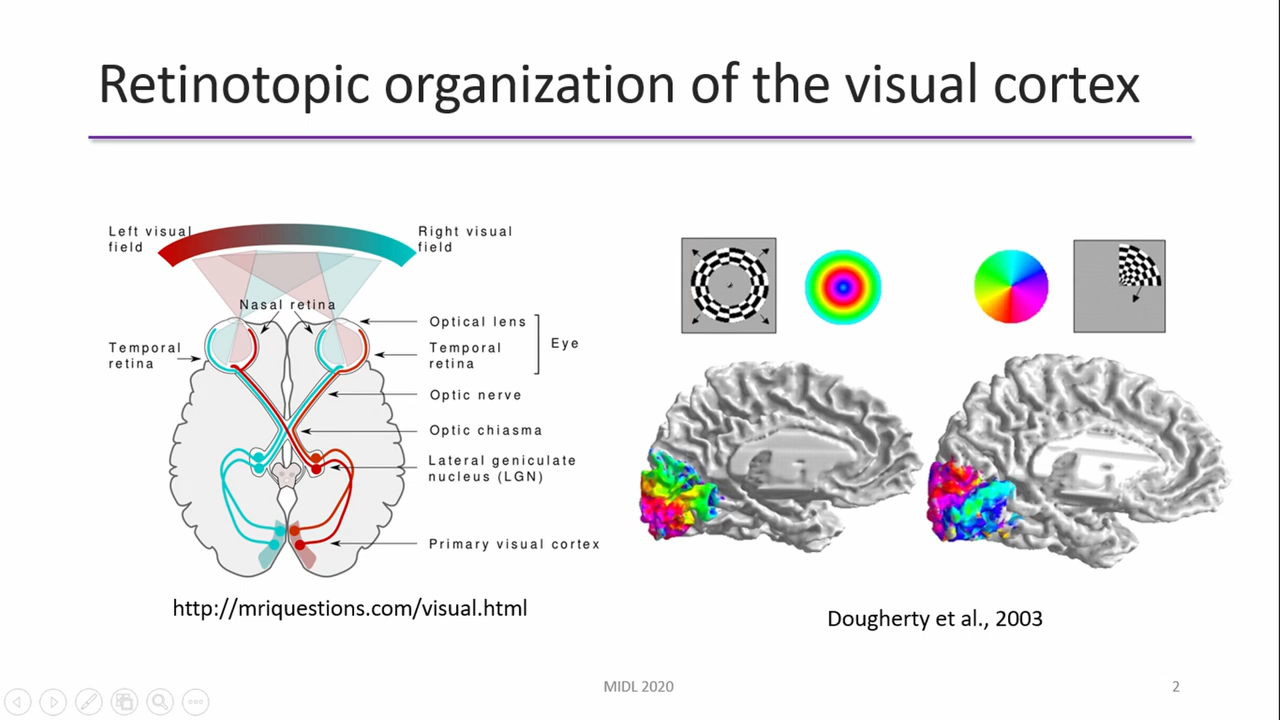 Retinotopic organization of the visual cortex
Left visual
field
Right visual
field
Nasal retina
Optical lens
Temporal
retina
Temporal
retina
Eye
Optic nerve
Optic chiasma
Lateral geniculate
nucleus (LGN)
Primary visual cortex
http://mriquestions.com/visual.html
Dougherty et al., 2003
MIDL 2020
2